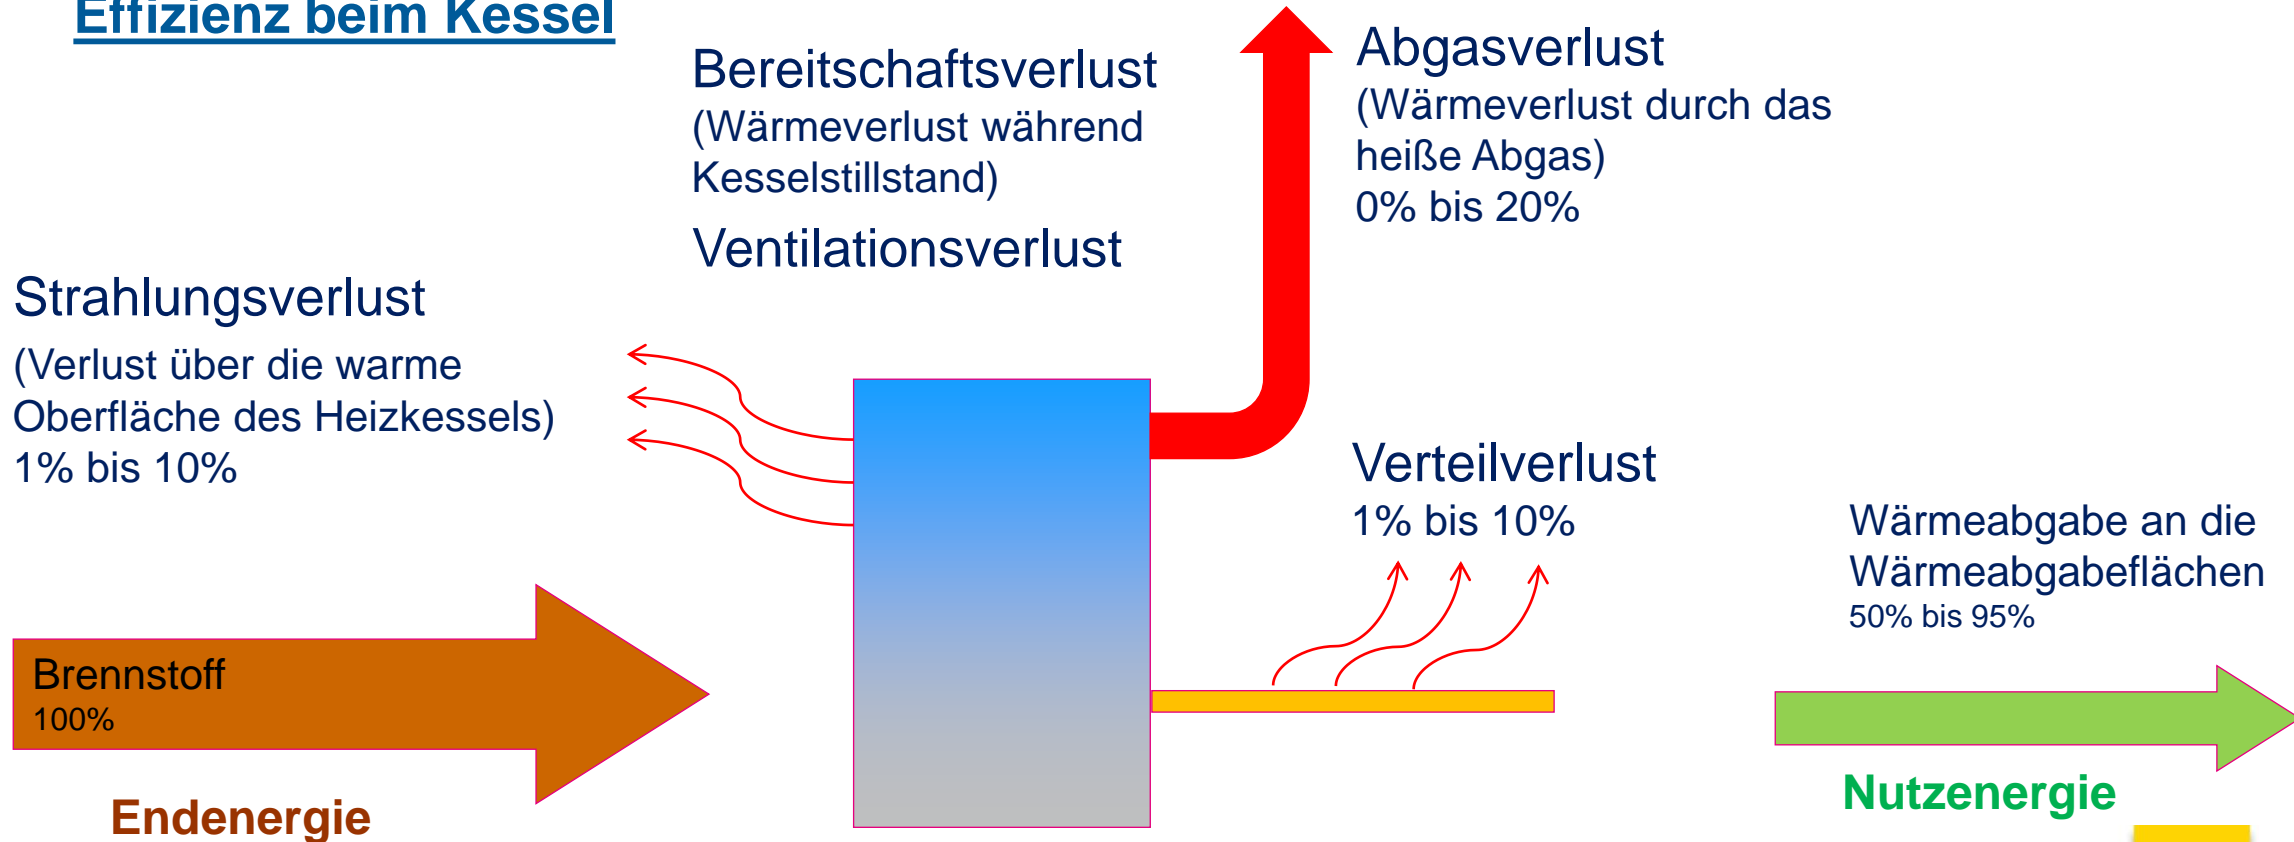 Effizienz beim Kessel
Bereitschaftsverlust
(Wärmeverlust während
Kesselstillstand)
Ventilationsverlust
Abgasverlust
(Wärmeverlust durch das
heiße Abgas)
0% bis 20%
Strahlungsverlust
(Verlust über die warme
Oberfläche des Heizkessels)
1% bis 10%
Verteilverlust
1% bis 10%
Wärmeabgabe an die
Wärmeabgabeflächen
50% bis 95%
Brennstoff
100%
Endenergie
Nutzenergie